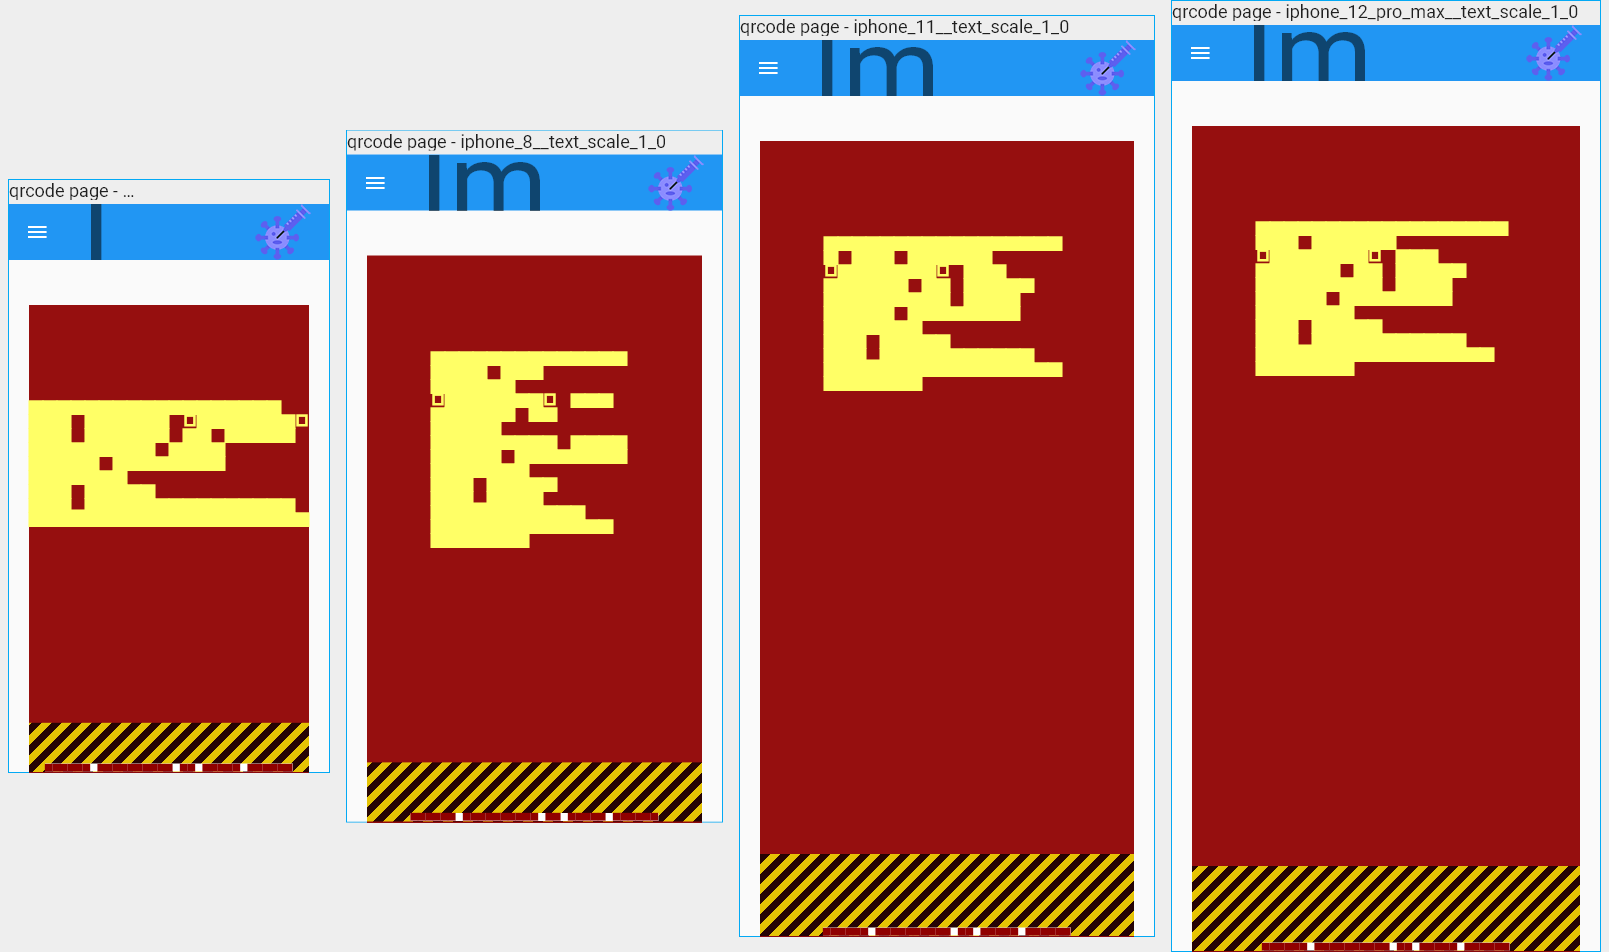 qrcode page - ...
qrcode page - iphone_8__text_scale_1_0
Im
qrcode page - iphone_11__text_scale_1_0
Im
qrcode page - iphone_12_pro_max__text_scale_1_0
Im